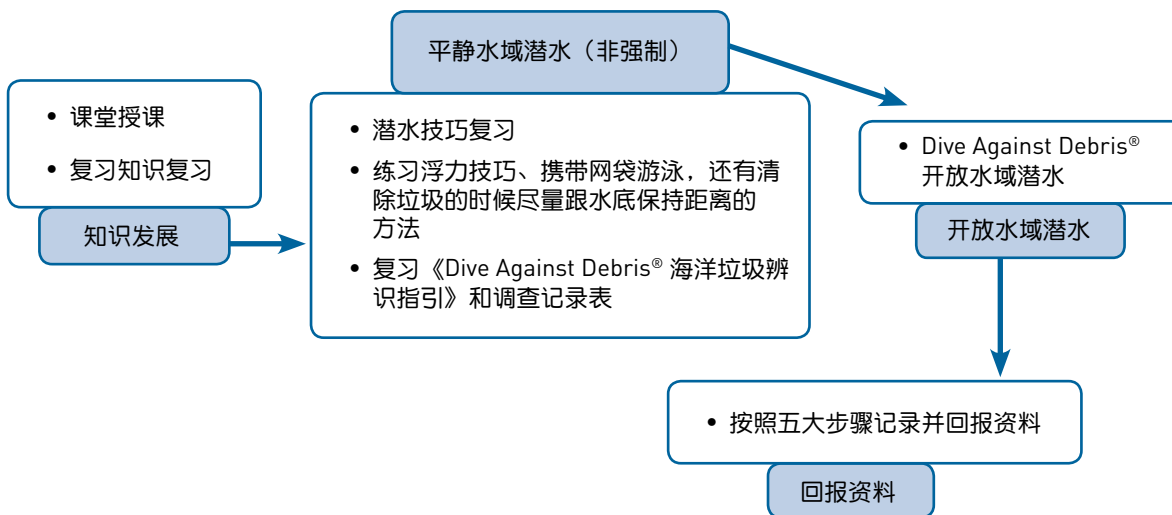 • 课堂授课
• 复习知识复习
知识发展
平静水域潜水（非强制）
• 潜水技巧复习
• 练习浮力技巧、携带网袋游泳，还有清
除垃圾的时候尽量跟水底保持距离的
方法
• 复习《Dive Against Debris® 海洋垃圾辨
识指引》和调查记录表
• Dive Against Debris®
开放水域潜水
开放水域潜水
• 按照五大步骤记录并回报资料
回报资料